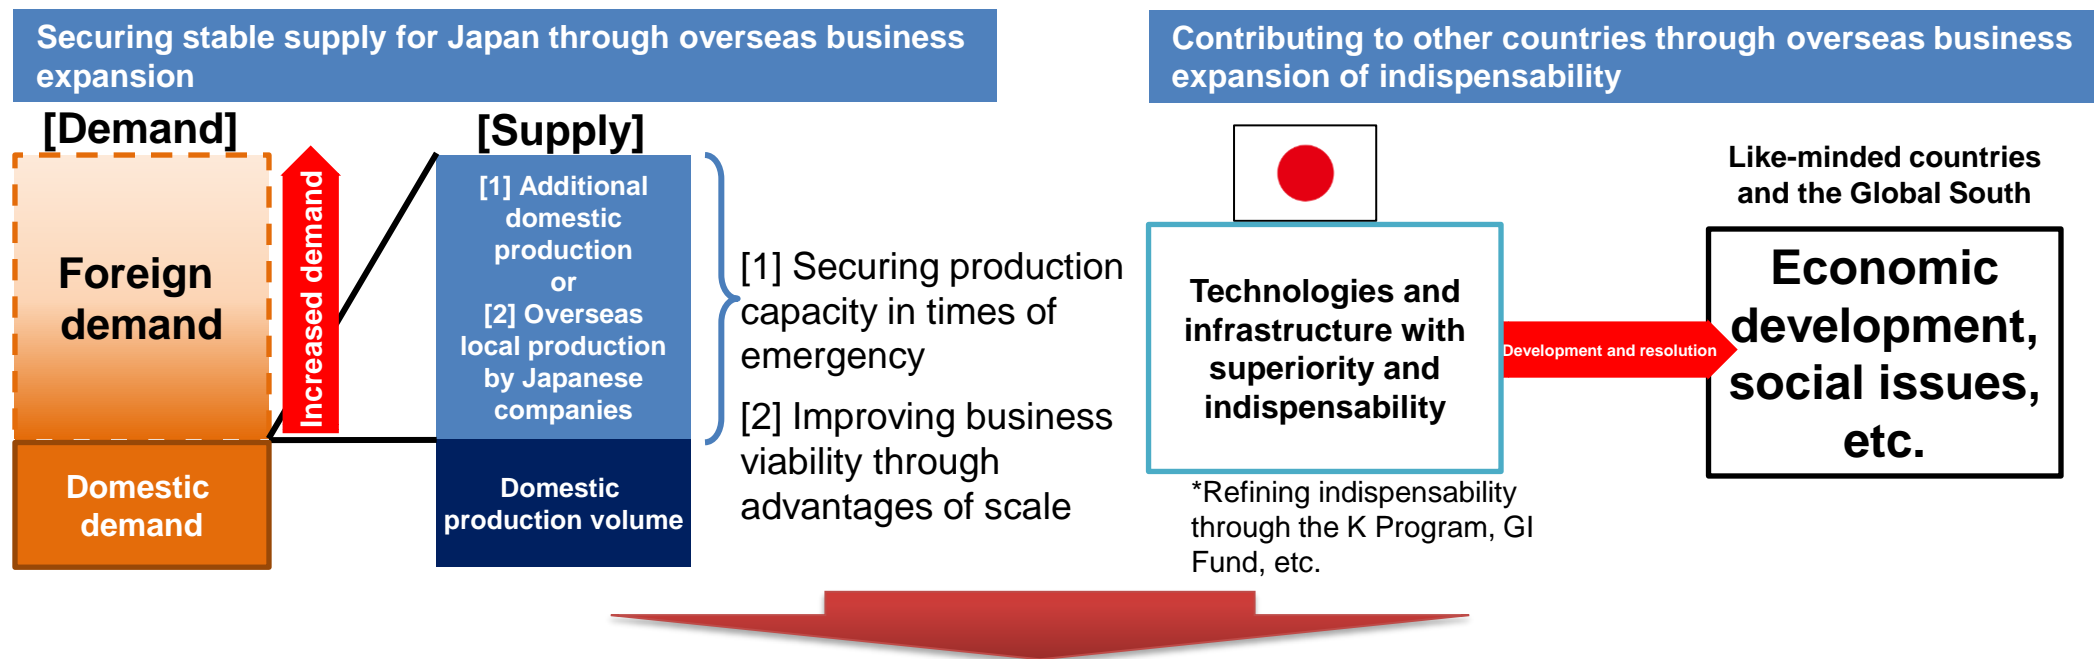 Securing stable supply for Japan through overseas business
expansion
[Demand]
Foreign
demand
Domestic
demand
Increased demand
[Supply]
[1] Additional
domestic
production
or
[2] Overseas
local production
by Japanese
companies
Domestic
production volume
[1] Securing production
capacity in times of
emergency
[2] Improving business
viability through
advantages of scale
Contributing to other countries through overseas business
expansion of indispensability
Technologies and
infrastructure with
superiority and
indispensability
*Refining indispensability
through the K Program, GI
Fund, etc.
Development and resolution
Like-minded countries
and the Global South
Economic
development,
social issues,
etc.